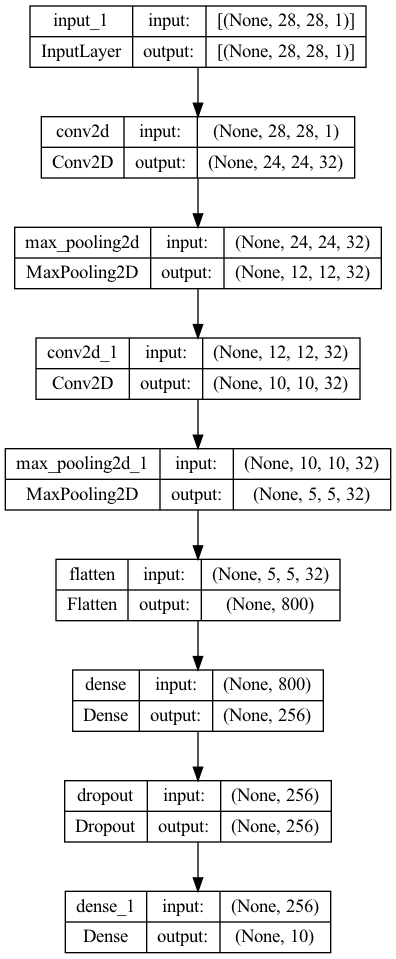 input_1 input: [(None, 28, 28, 1)]
InputLayer output: [(None, 28, 28, 1)]
conv2d input: (None, 28, 28, 1)
Conv2D output: (None, 24, 24, 32)
max_pooling2d input: (None, 24, 24, 32)
MaxPooling2D output: (None, 12, 12, 32)
conv2d_1 input: (None, 12, 12, 32)
Conv2D output: (None, 10, 10, 32)
max_pooling2d_1 input: (None, 10, 10, 32)
MaxPooling2D output: (None, 5, 5, 32)
flatten input: (None, 5, 5, 32)
Flatten output: (None, 800)
dense input: (None, 800)
Dense output: (None, 256)
dropout input: (None, 256)
Dropout output: (None, 256)
dense_1 input: (None, 256)
Dense output: (None, 10)